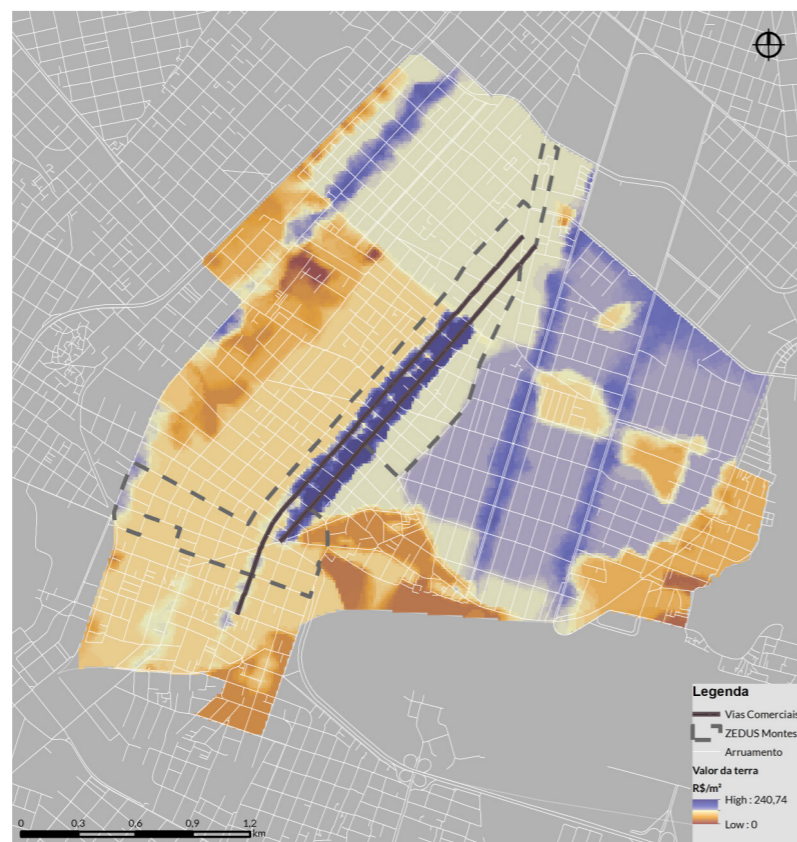 0 0,3 0,6 0,9 1,2
km
Legenda
Vias Comerciais
ZEDUS Montese
Arruamento
Valor da terra
R$/m²
High : 240,74
Low : 0